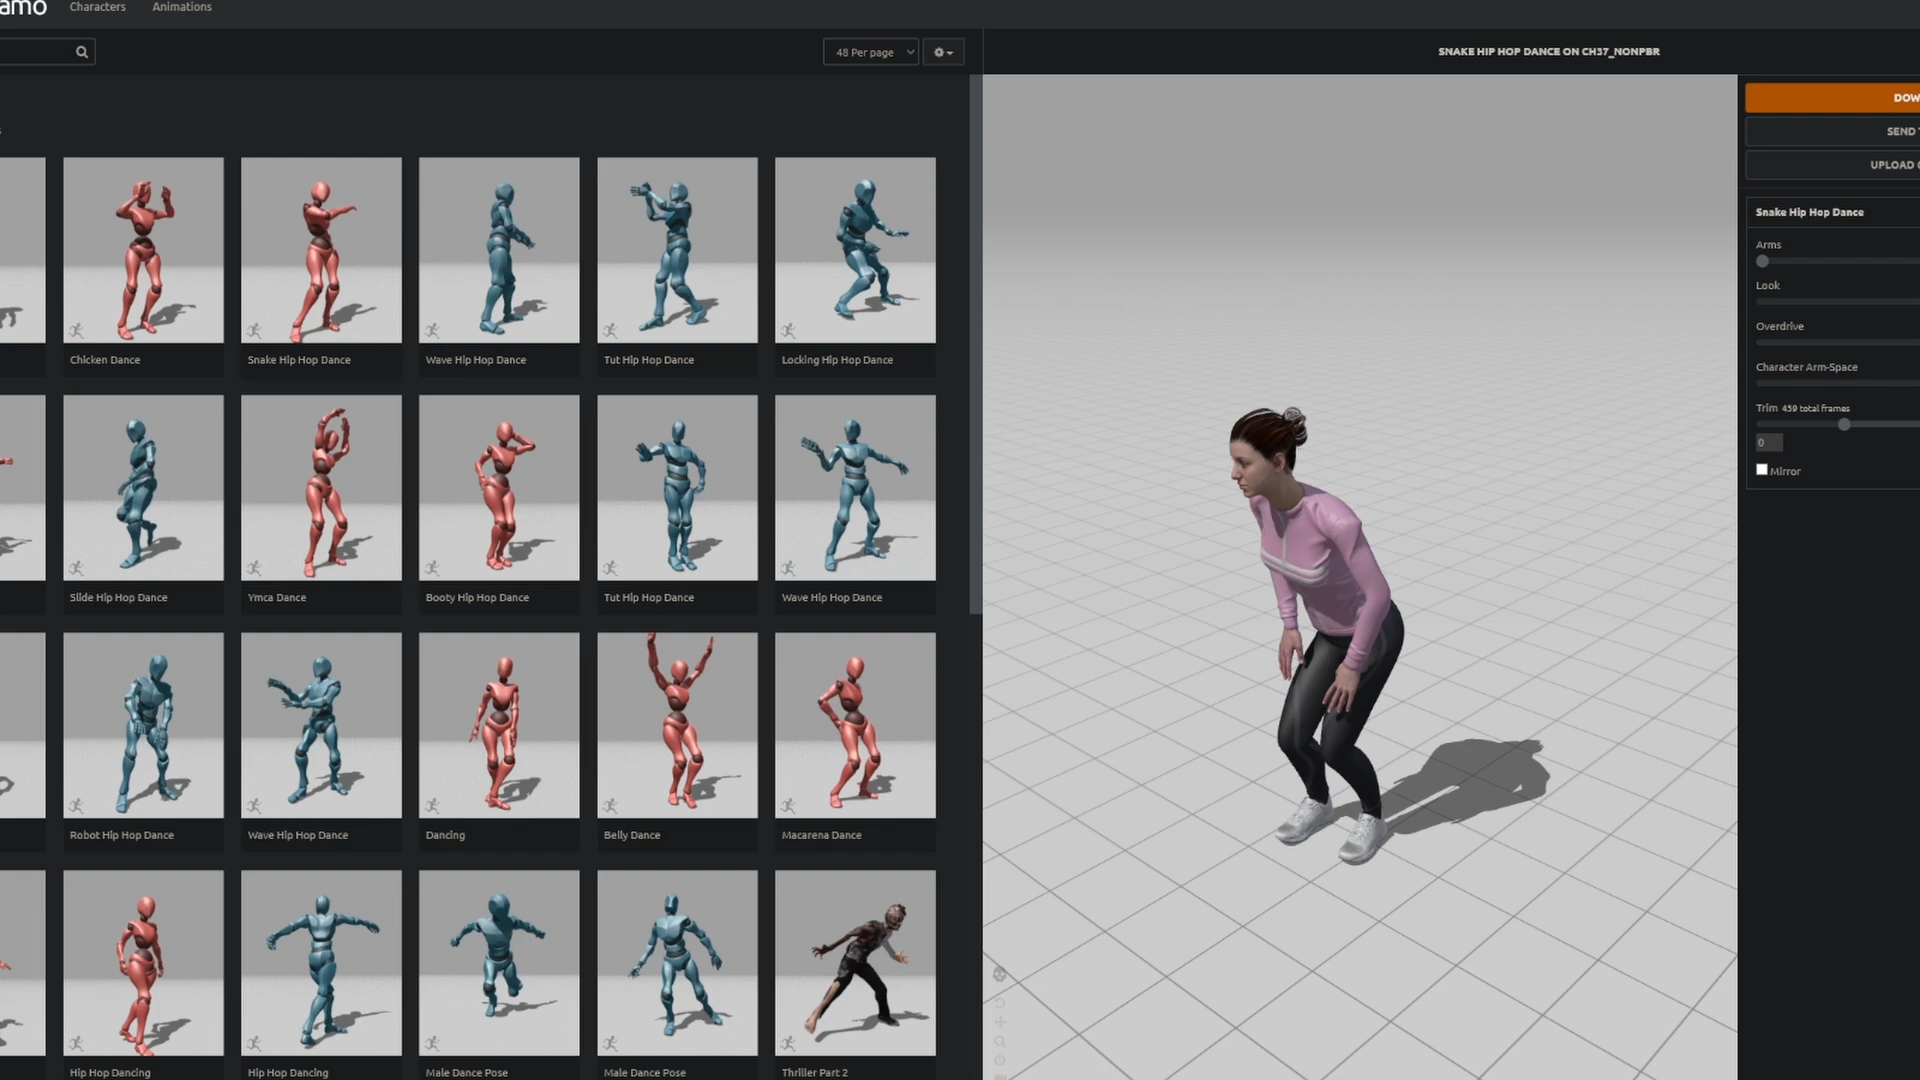 amo Characters Animations
48 Per page
SNAKE HIP HOP DANCE ON CH37_NONPBR
DOW
SEND
UPLOAD
Chicken Dance
Snake Hip Hop Dance
Wave Hip Hop Dance
Tut Hip Hop Dance
Locking Hip Hop Dance
Slide Hip Hop Dance
Ymca Dance
Booty Hip Hop Dance
Tut Hip Hop Dance
Wave Hip Hop Dance
Robot Hip Hop Dance
Wave Hip Hop Dance
Dancing
Belly Dance
Macarena Dance
Hip Hop Dancing
Hip Hop Dancing
Male Dance Pose
Male Dance Pose
Thriller Part 2
Snake Hip Hop Dance
Arms
Look
Overdrive
Character Arm-Space
Trim 459 total frames
0
Mirror